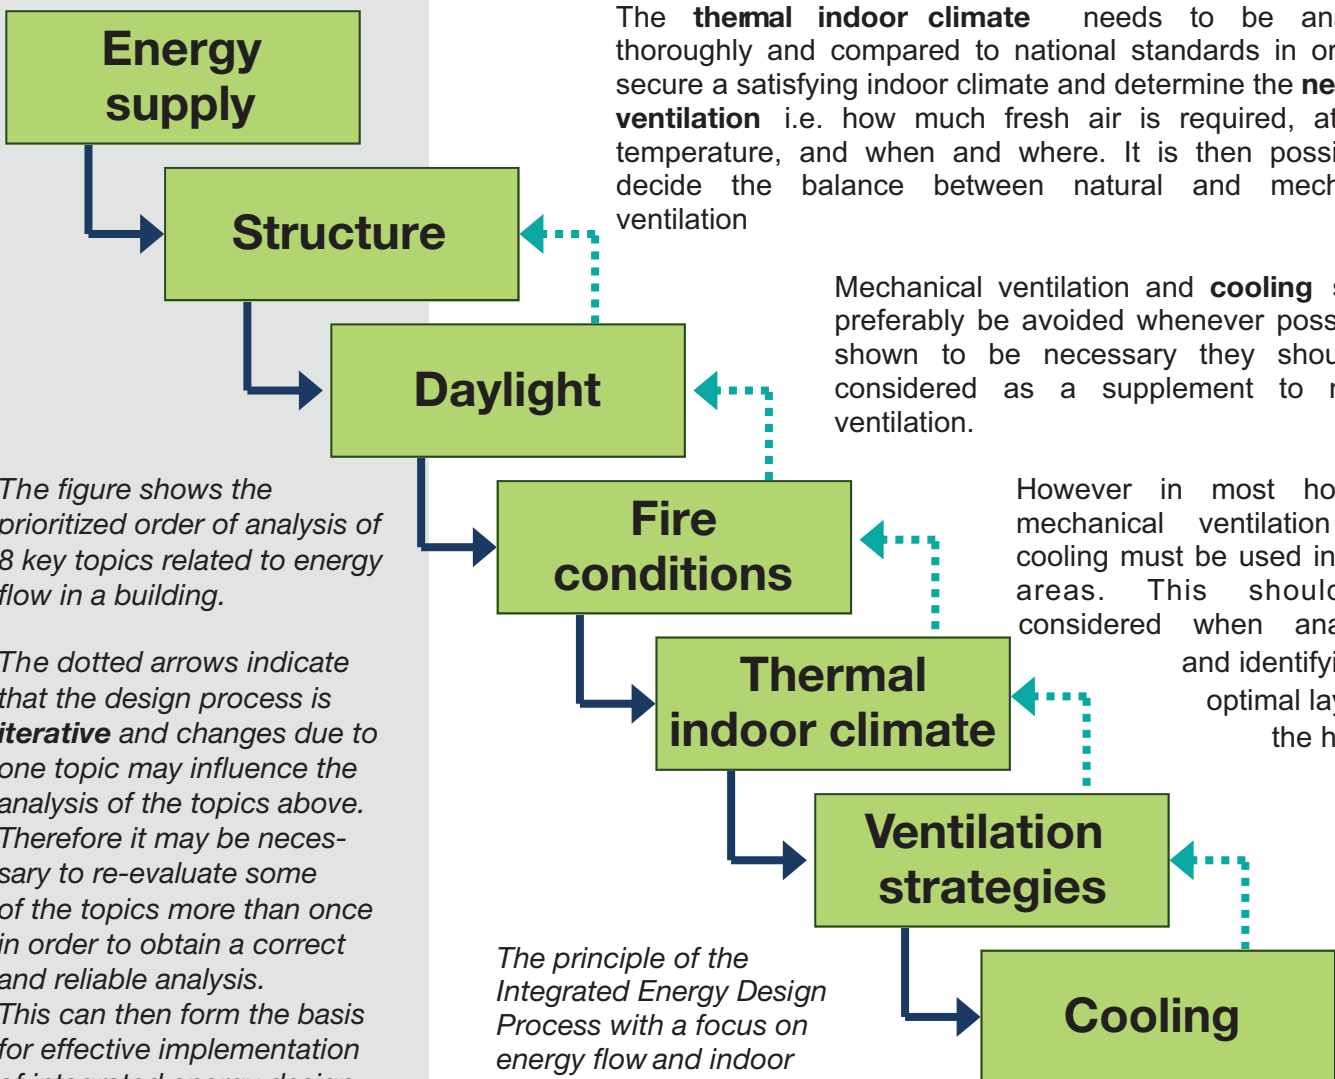 Energy
supply
Structure
Daylight
Fire
conditions
Thermal
indoor climate
Ventilation
strategies
Cooling
The thermal indoor climate needs to be
thoroughly and compared to national standards in
secure a satisfying indoor climate and determine the
ventilation i.e. how much fresh air is required,
temperature, and when and where. It is then
decide the balance between natural and
ventilation
Mechanical ventilation and cooling
preferably be avoided whenever
shown to be necessary they
considered as a supplement to
ventilation.
However in most
mechanical ventilation
cooling must be used in
areas. This
considered when
and
optimal
the
The figure shows the
prioritized order of analysis of
8 key topics related to energy
flow in a building.
The dotted arrows indicate
that the design process is
iterative and changes due to
one topic may influence the
analysis of the topics above.
Therefore it may be neces-
sary to re-evaluate some
of the topics more than once
in order to obtain a correct
and reliable analysis.
This can then form the basis
for effective implementation
of integrated energy design
The principle of the
Integrated Energy Design
Process with a focus on
energy flow and indoor